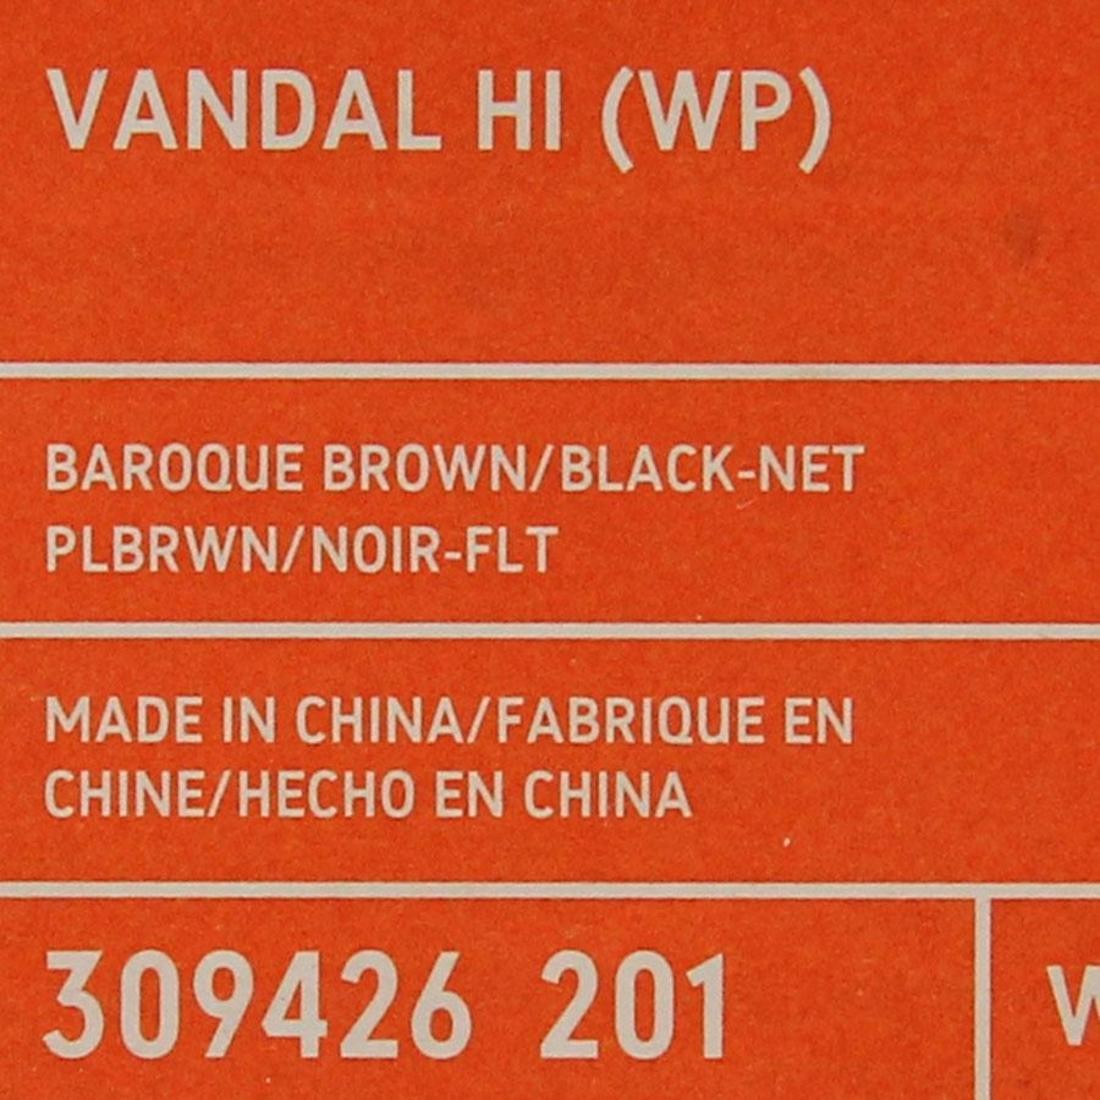 VANDAL HI (WP)
BAROQUE BROWN/BLACK-NET
PLBRWN/NOIR-FLT
MADE IN CHINA/FABRIQUE EN
CHINE/HECHO EN CHINA
309426 201
W